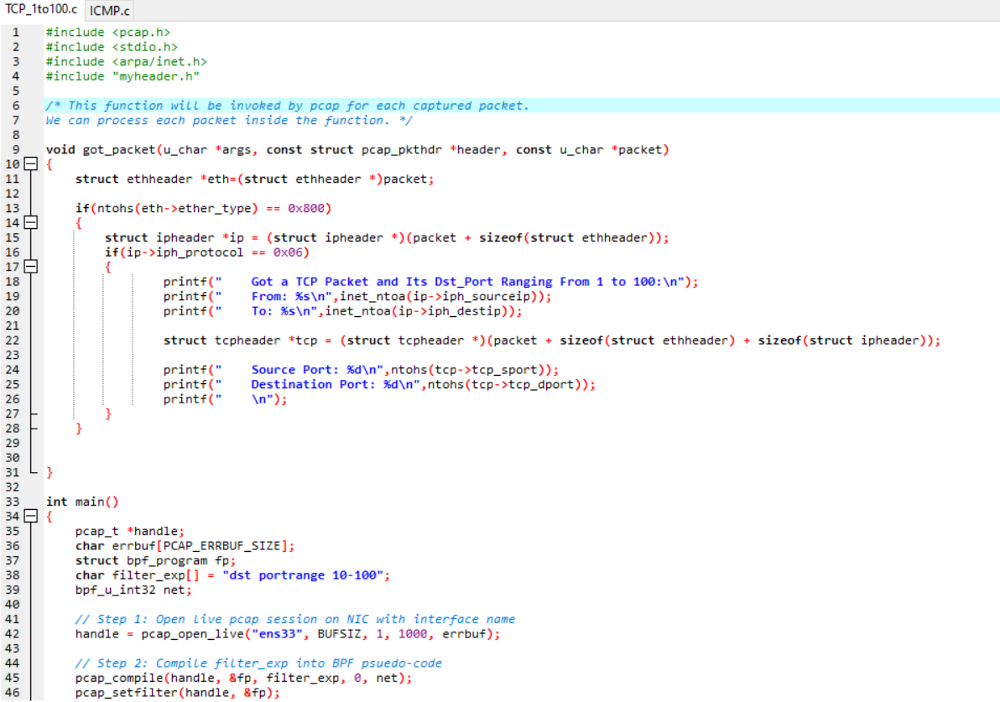 TCP_1to100.c ICMP.c
1 #include <pcap.h>
2 #include <stdio.h>
3 #include <arpa/inet.h>
4 #include "myheader.h"
5
6 /* This function will be invoked by pcap for each captured packet.
7 We can process each packet inside the function. */
8
9 void got_packet(u_char *args, const struct pcap_pkthdr *header, const u_char *packet)
10 {
11     struct ethheader *eth=(struct ethheader *)packet;
12
13     if(ntohs(eth->ether_type) == 0x800)
14     {
15         struct ipheader *ip = (struct ipheader *)(packet + sizeof(struct ethheader));
16         if(ip->iph_protocol == 0x06)
17         {
18                 printf("    Got a TCP Packet and Its Dst_Port Ranging From 1 to 100:\n");
19                 printf("    From: %s\n",inet_ntoa(ip->iph_sourceip));
20                 printf("    To: %s\n",inet_ntoa(ip->iph_destip));
21
22                 struct tcpheader *tcp = (struct tcpheader *)(packet + sizeof(struct ethheader) + sizeof(struct ipheader));
23
24                 printf("    Source Port: %d\n",ntohs(tcp->tcp_sport));
25                 printf("    Destination Port: %d\n",ntohs(tcp->tcp_dport));
26                 printf("    \n");
27         }
28     }
29
30
31 }
32
33 int main()
34 {
35     pcap_t *handle;
36     char errbuf[PCAP_ERRBUF_SIZE];
37     struct bpf_program fp;
38     char filter_exp[] = "dst portrange 10-100";
39     bpf_u_int32 net;
40
41     // Step 1: Open live pcap session on NIC with interface name
42     handle = pcap_open_live("ens33", BUFSIZ, 1, 1000, errbuf);
43
44     // Step 2: Compile filter_exp into BPF psuedo-code
45     pcap_compile(handle, &fp, filter_exp, 0, net);
46     pcap_setfilter(handle, &fp);